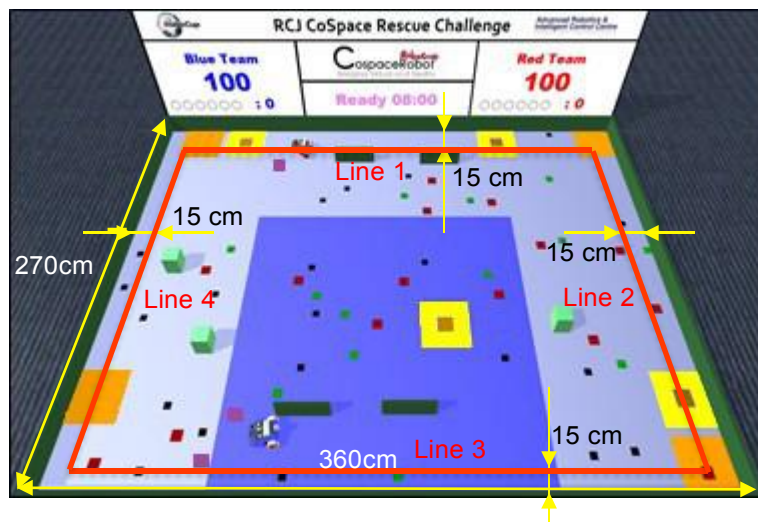 RCJ CoSpace Rescue Challenge
Advanced Robotics &
Intelligent Control Centre
Blue Team
100
: 0
CospaceRobot
Ready 08:00
Red Team
100
: 0
Line 1
15 cm
15 cm
15 cm
270cm
Line 4
Line 2
15 cm
Line 3
360cm